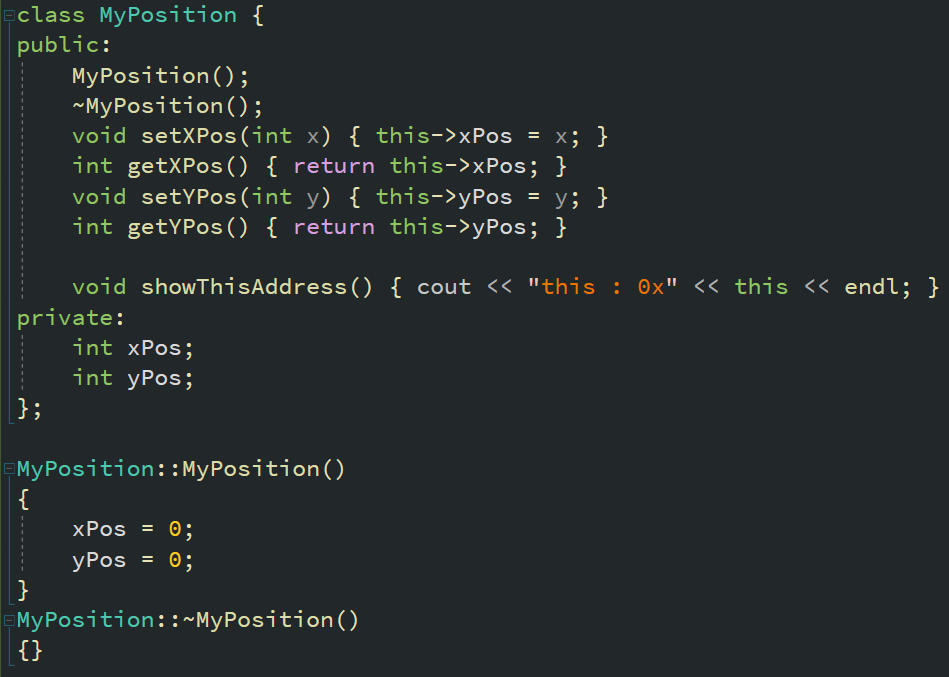 class MyPosition {
public:
    MyPosition();
    ~MyPosition();
    void setXPos(int x) { this->xPos = x; }
    int getXPos() { return this->xPos; }
    void setYPos(int y) { this->yPos = y; }
    int getYPos() { return this->yPos; }

    void showThisAddress() { cout << "this : 0x" << this << endl; }
private:
    int xPos;
    int yPos;
};

MyPosition::MyPosition()
{
    xPos = 0;
    yPos = 0;
}
MyPosition::~MyPosition()
{}